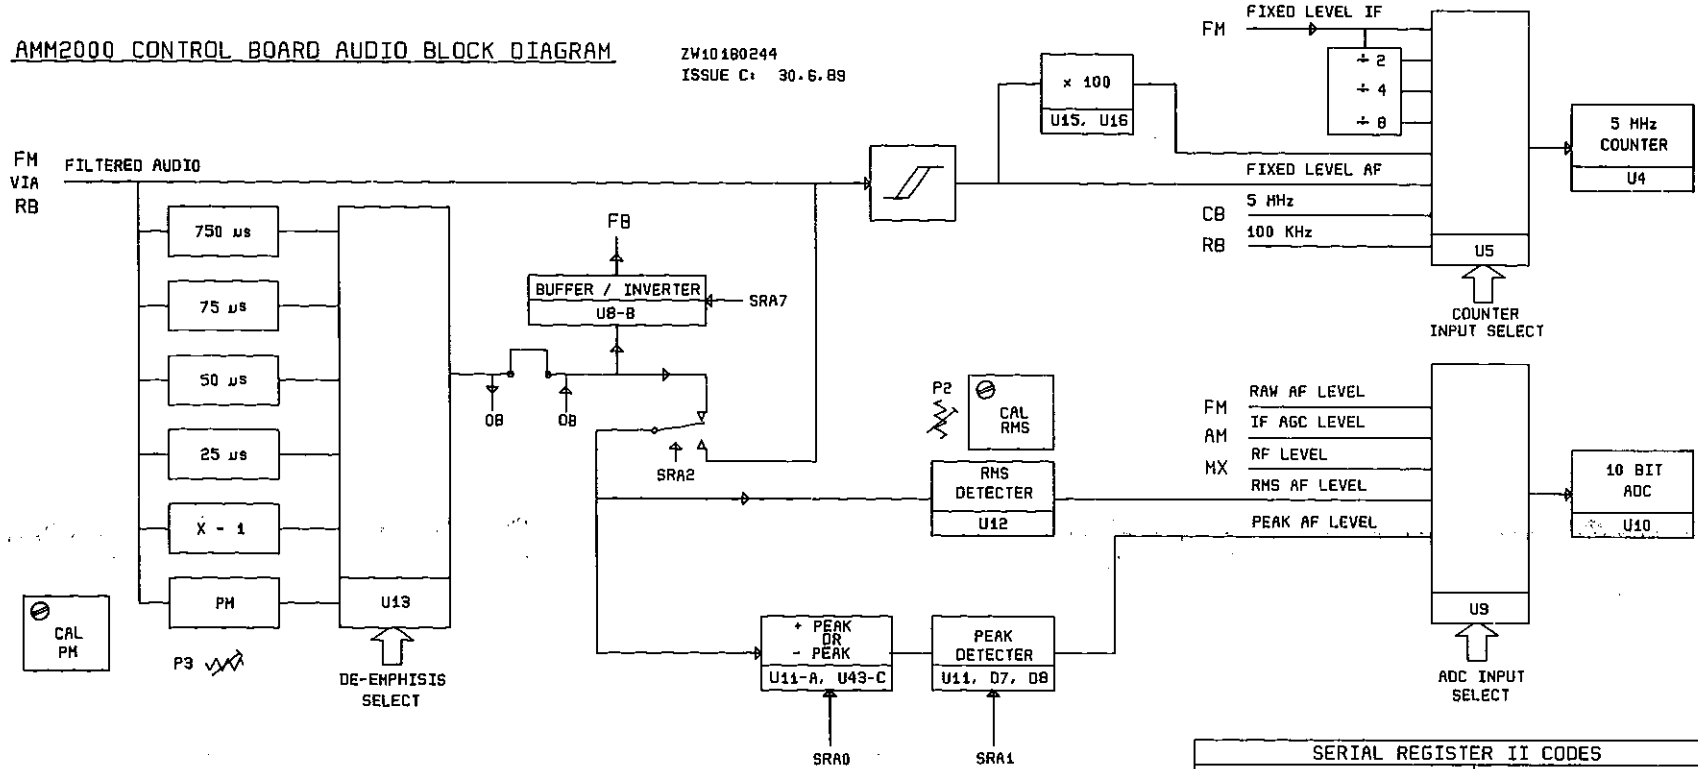 AMM2000 CONTROL BOARD AUDIO BLOCK DIAGRAM
ZW10180244
ISSUE C: 30.6.89
FM
VIA
RB
FILTERED AUDIO
750 µs
75 µs
50 µs
25 µs
X - 1
PM
U13
DE-EMPHISIS
SELECT
CAL
PM
P3
FB
BUFFER / INVERTER
U8-B
SRA7
OB
OB
SRA2
x 100
U15, U16
FM
FIXED LEVEL IF
÷ 2
÷ 4
÷ 8
FIXED LEVEL AF
CB
5 MHz
RB
100 KHz
U5
COUNTER
INPUT SELECT
5 MHz
COUNTER
U4
P2
CAL
RMS
RMS
DETECTER
U12
FM
RAW AF LEVEL
AM
IF AGC LEVEL
MX
RF LEVEL
RMS AF LEVEL
PEAK AF LEVEL
U9
ADC INPUT
SELECT
10 BIT
ADC
U10
+ PEAK
OR
- PEAK
U11-A, U43-C
SRA0
PEAK
DETECTER
U11, D7, D8
SRA1
SERIAL REGISTER II CODES